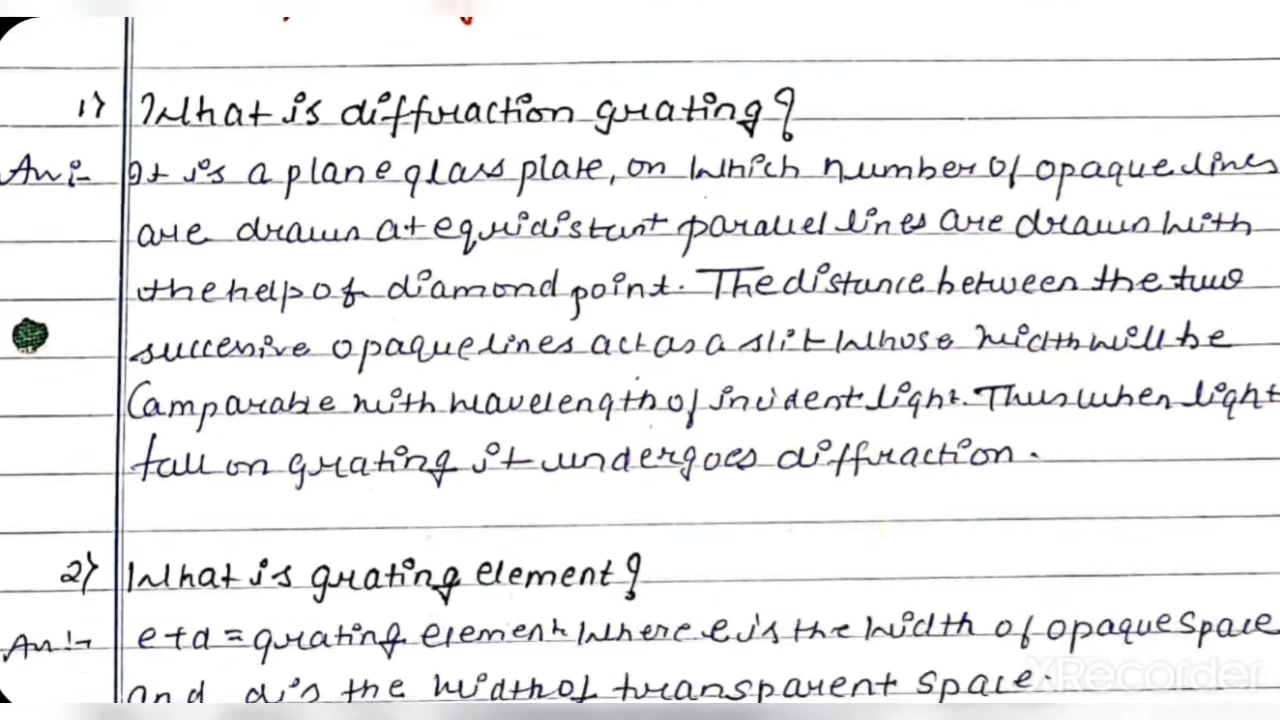 1) What is diffraction grating?
An:- It is a plane glass plate, on which number of opaque lines
are drawn at equidistant parallel lines are drawn with
the help of diamond point. The distance between the two
successive opaque lines act as a slit whose width will be
Camparable with wavelength of incident light. Thus when light
fall on grating it undergoes diffraction.
2) What is grating element?
An:- e+d = grating element where e is the width of opaque space
and d is the width of transparent space.
XRecorder